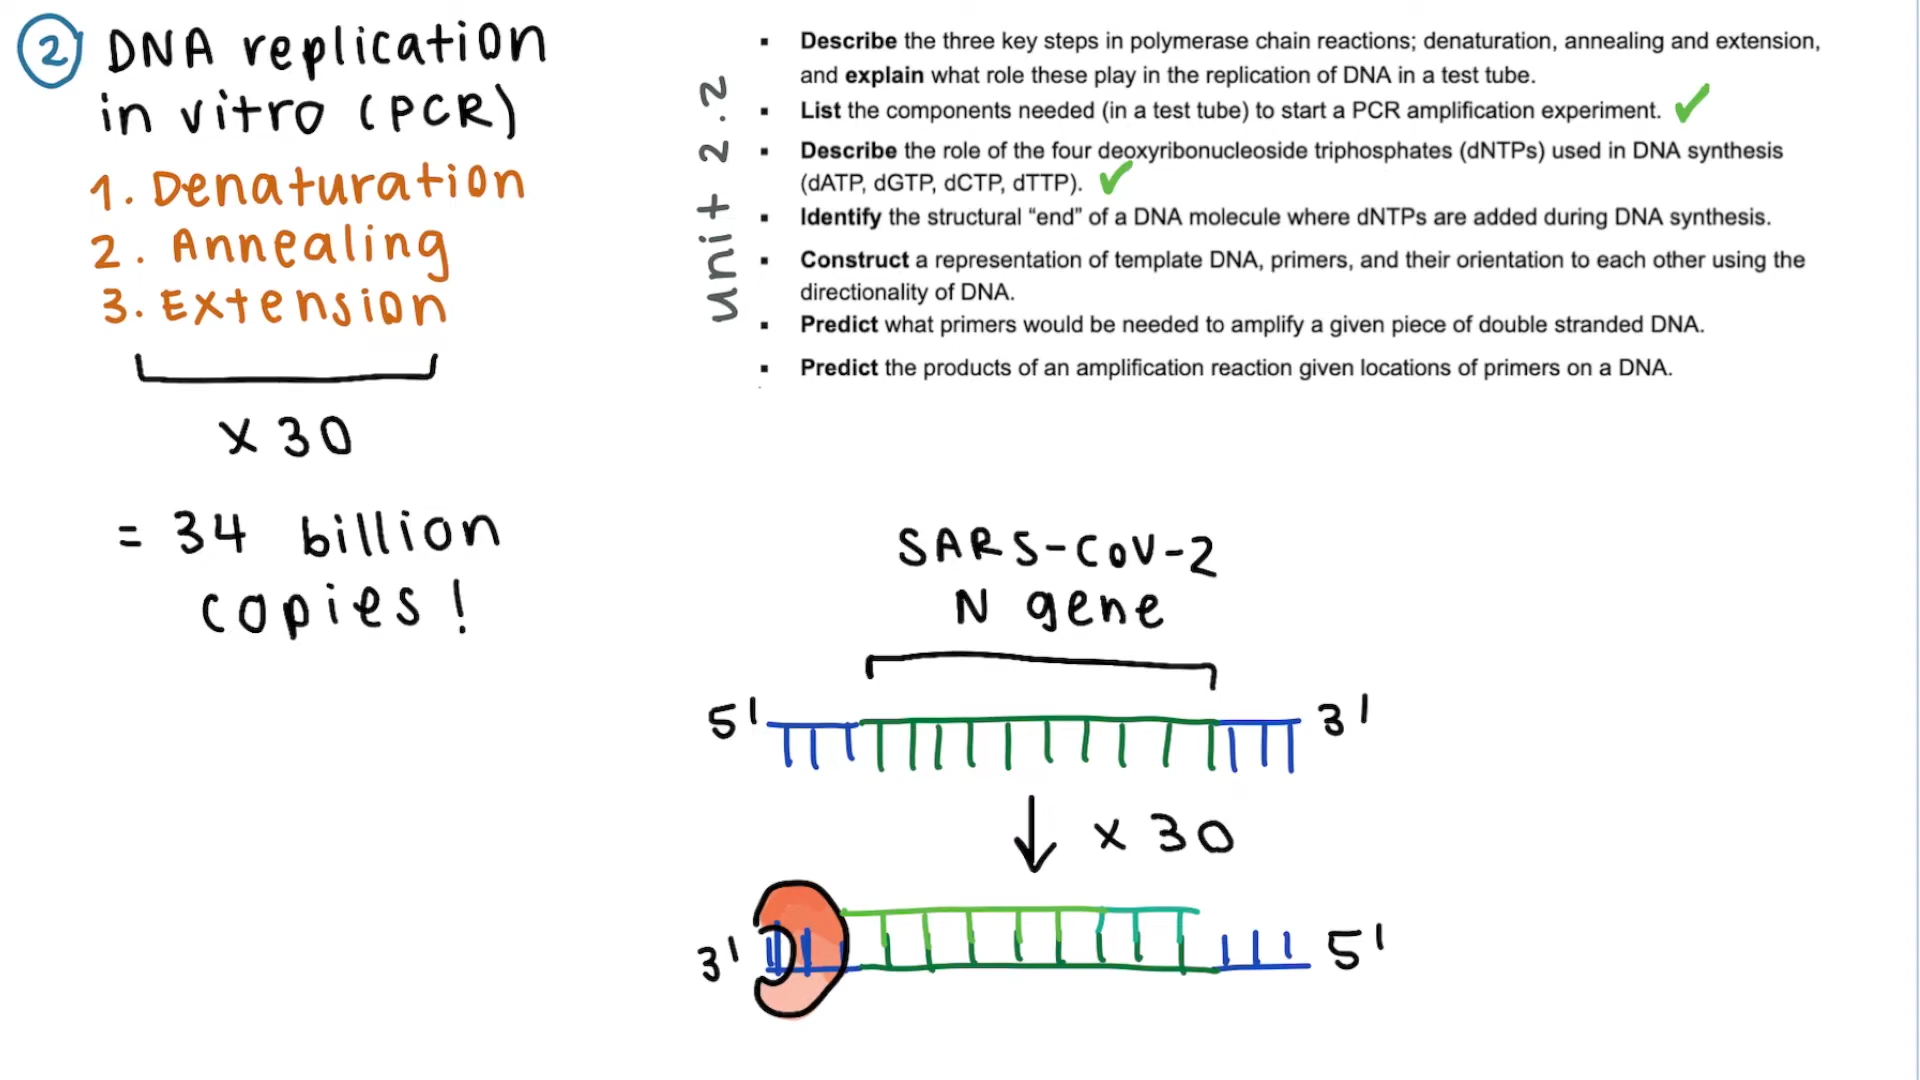 2 DNA replication
in vitro (PCR)
1. Denaturation
2. Annealing
3. Extension
x 30
= 34 billion
copies!
unit 2.2
▪ Describe the three key steps in polymerase chain reactions; denaturation, annealing and extension,
and explain what role these play in the replication of DNA in a test tube.
▪ List the components needed (in a test tube) to start a PCR amplification experiment. ✓
▪ Describe the role of the four deoxyribonucleoside triphosphates (dNTPs) used in DNA synthesis
(dATP, dGTP, dCTP, dTTP). ✓
▪ Identify the structural “end” of a DNA molecule where dNTPs are added during DNA synthesis.
▪ Construct a representation of template DNA, primers, and their orientation to each other using the
directionality of DNA.
▪ Predict what primers would be needed to amplify a given piece of double stranded DNA.
▪ Predict the products of an amplification reaction given locations of primers on a DNA.
SARS-CoV-2
N gene
5' 3'
x 30
3' 5'